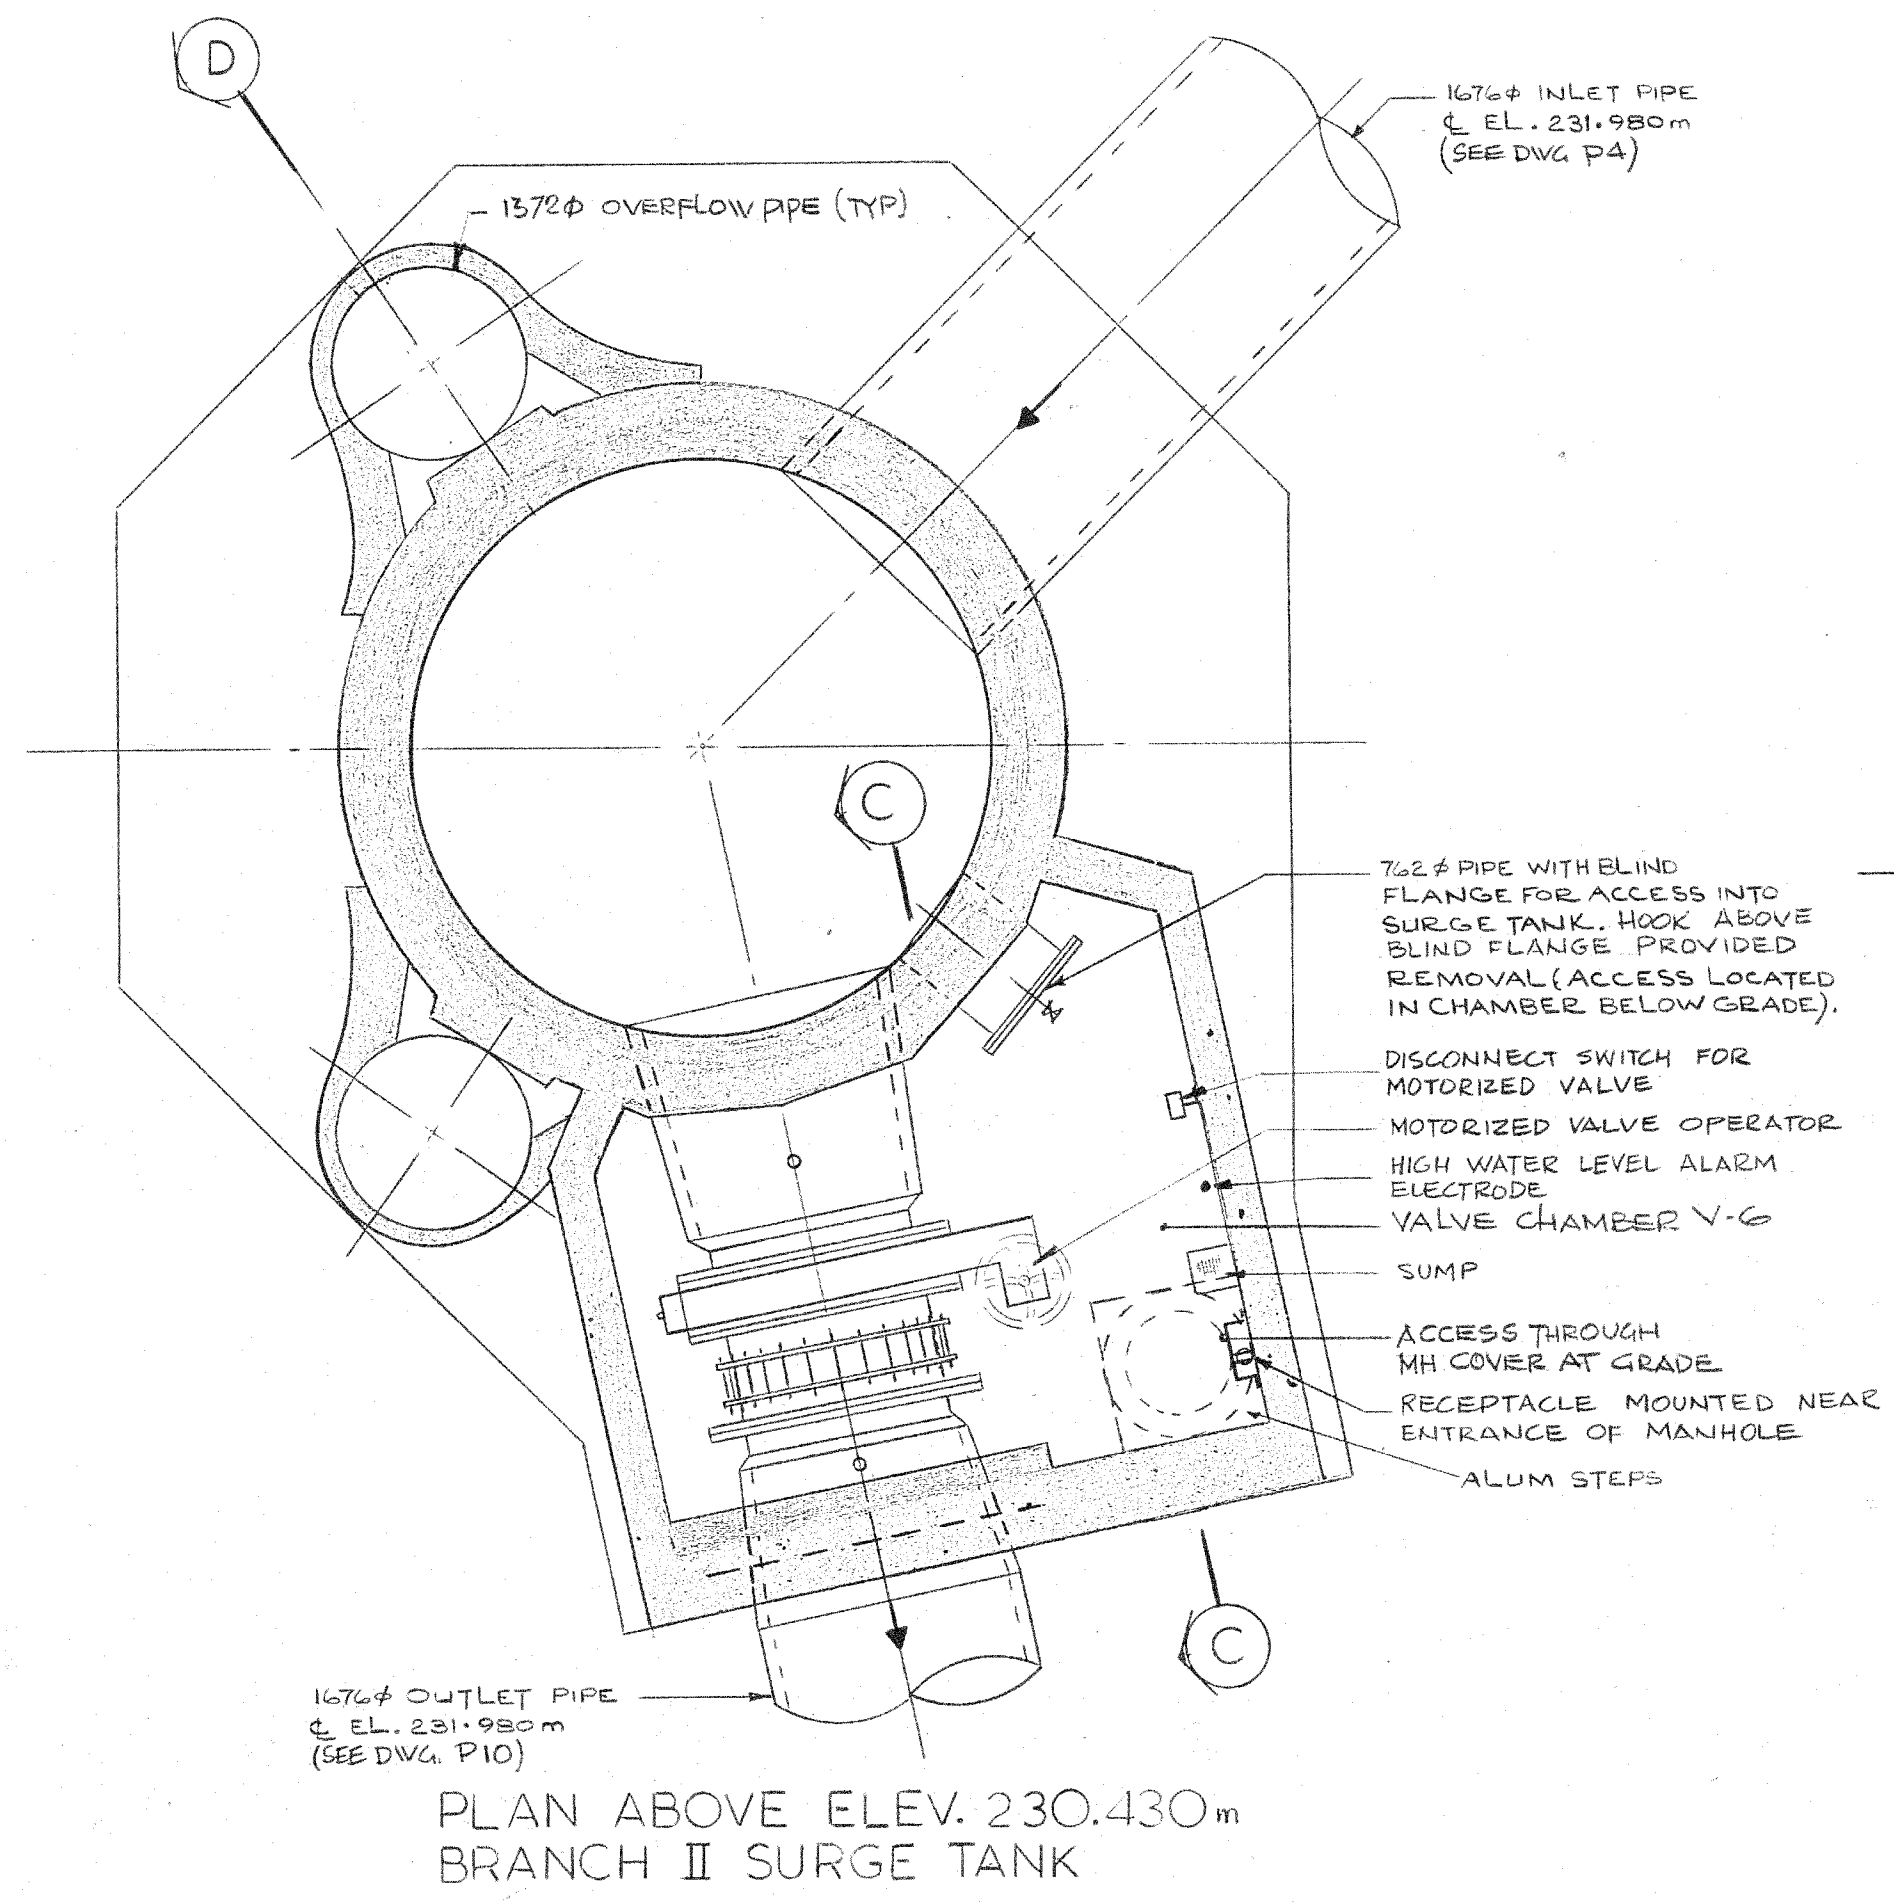 D
1676ϕ INLET PIPE
℄ EL. 231.980m
(SEE DWG P4)
1372ϕ OVERFLOW PIPE (TYP)
C
762ϕ PIPE WITH BLIND
FLANGE FOR ACCESS INTO
SURGE TANK. HOOK ABOVE
BLIND FLANGE PROVIDED
REMOVAL (ACCESS LOCATED
IN CHAMBER BELOW GRADE).
DISCONNECT SWITCH FOR
MOTORIZED VALVE
MOTORIZED VALVE OPERATOR
HIGH WATER LEVEL ALARM
ELECTRODE
VALVE CHAMBER V-6
SUMP
ACCESS THROUGH
MH COVER AT GRADE
RECEPTACLE MOUNTED NEAR
ENTRANCE OF MANHOLE
ALUM STEPS
C
1676ϕ OUTLET PIPE
℄ EL. 231.980m
(SEE DWG. P10)
PLAN ABOVE ELEV. 230.430m
BRANCH II SURGE TANK